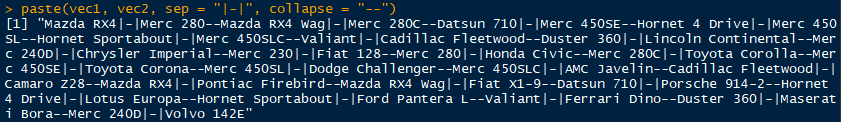 > paste(vec1, vec2, sep = "|-|", collapse = "--")
[1] "Mazda RX4|-|Merc 280--Mazda RX4 Wag|-|Merc 280C--Datsun 710|-|Merc 450SE--Hornet 4 Drive|-|Merc 450
SL--Hornet Sportabout|-|Merc 450SLC--Valiant|-|Cadillac Fleetwood--Duster 360|-|Lincoln Continental--Mer
c 240D|-|Chrysler Imperial--Merc 230|-|Fiat 128--Merc 280|-|Honda Civic--Merc 280C|-|Toyota Corolla--Mer
c 450SE|-|Toyota Corona--Merc 450SL|-|Dodge Challenger--Merc 450SLC|-|AMC Javelin--Cadillac Fleetwood|-|
Camaro Z28--Mazda RX4|-|Pontiac Firebird--Mazda RX4 Wag|-|Fiat X1-9--Datsun 710|-|Porsche 914-2--Hornet
4 Drive|-|Lotus Europa--Hornet Sportabout|-|Ford Pantera L--Valiant|-|Ferrari Dino--Duster 360|-|Maserat
i Bora--Merc 240D|-|Volvo 142E"